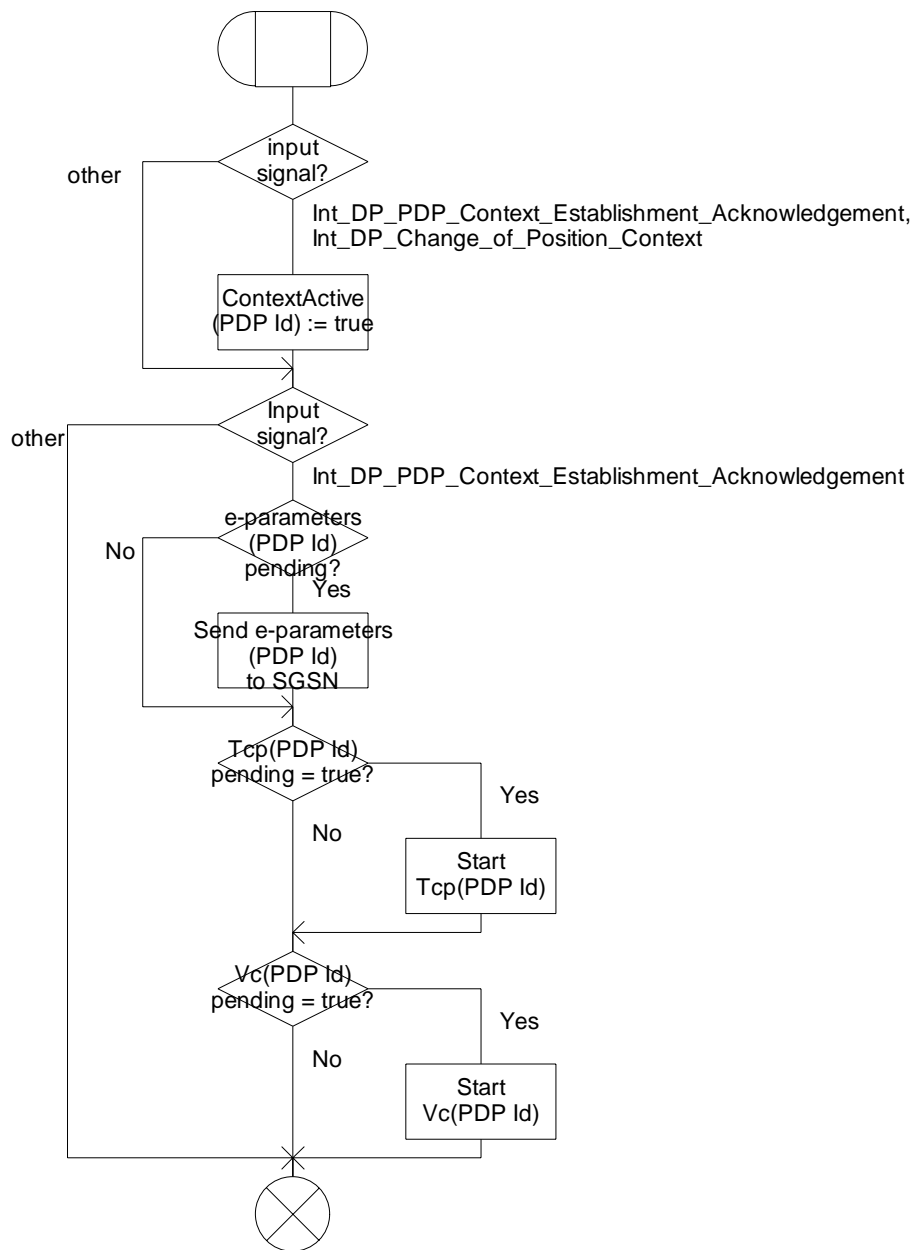 input
signal?
other
Int_DP_PDP_Context_Establishment_Acknowledgement,
Int_DP_Change_of_Position_Context
ContextActive
(PDP Id) := true
Input
signal?
other
Int_DP_PDP_Context_Establishment_Acknowledgement
e-parameters
(PDP Id)
pending?
No
Yes
Send e-parameters
(PDP Id)
to SGSN
Tcp(PDP Id)
pending = true?
Yes
No
Start
Tcp(PDP Id)
Vc(PDP Id)
pending = true?
Yes
No
Start
Vc(PDP Id)